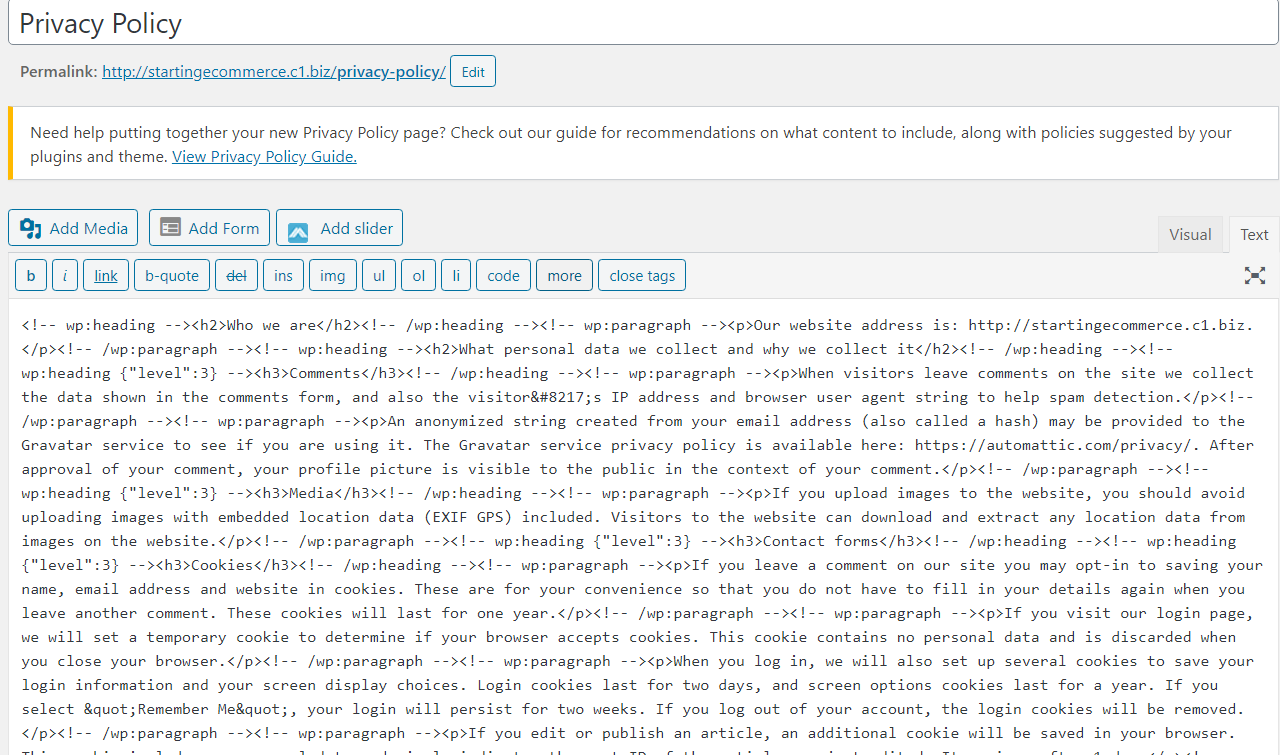 Privacy Policy
Permalink: http://startingecommerce.c1.biz/privacy-policy/ Edit
Need help putting together your new Privacy Policy page? Check out our guide for recommendations on what content to include, along with policies suggested by your
plugins and theme. View Privacy Policy Guide.
Add Media Add Form Add slider
Visual Text
b i link b-quote del ins img ul ol li code more close tags
<!-- wp:heading --><h2>Who we are</h2><!-- /wp:heading --><!-- wp:paragraph --><p>Our website address is: http://startingecommerce.c1.biz.
</p><!-- /wp:paragraph --><!-- wp:heading --><h2>What personal data we collect and why we collect it</h2><!-- /wp:heading --><!--
wp:heading {"level":3} --><h3>Comments</h3><!-- /wp:heading --><!-- wp:paragraph --><p>When visitors leave comments on the site we collect
the data shown in the comments form, and also the visitor&#8217;s IP address and browser user agent string to help spam detection.</p><!--
/wp:paragraph --><!-- wp:paragraph --><p>An anonymized string created from your email address (also called a hash) may be provided to the
Gravatar service to see if you are using it. The Gravatar service privacy policy is available here: https://automattic.com/privacy/. After
approval of your comment, your profile picture is visible to the public in the context of your comment.</p><!-- /wp:paragraph --><!--
wp:heading {"level":3} --><h3>Media</h3><!-- /wp:heading --><!-- wp:paragraph --><p>If you upload images to the website, you should avoid
uploading images with embedded location data (EXIF GPS) included. Visitors to the website can download and extract any location data from
images on the website.</p><!-- /wp:paragraph --><!-- wp:heading {"level":3} --><h3>Contact forms</h3><!-- /wp:heading --><!-- wp:heading
{"level":3} --><h3>Cookies</h3><!-- /wp:heading --><!-- wp:paragraph --><p>If you leave a comment on our site you may opt-in to saving your
name, email address and website in cookies. These are for your convenience so that you do not have to fill in your details again when you
leave another comment. These cookies will last for one year.</p><!-- /wp:paragraph --><!-- wp:paragraph --><p>If you visit our login page,
we will set a temporary cookie to determine if your browser accepts cookies. This cookie contains no personal data and is discarded when
you close your browser.</p><!-- /wp:paragraph --><!-- wp:paragraph --><p>When you log in, we will also set up several cookies to save your
login information and your screen display choices. Login cookies last for two days, and screen options cookies last for a year. If you
select &quot;Remember Me&quot;, your login will persist for two weeks. If you log out of your account, the login cookies will be removed.
</p><!-- /wp:paragraph --><!-- wp:paragraph --><p>If you edit or publish an article, an additional cookie will be saved in your browser.